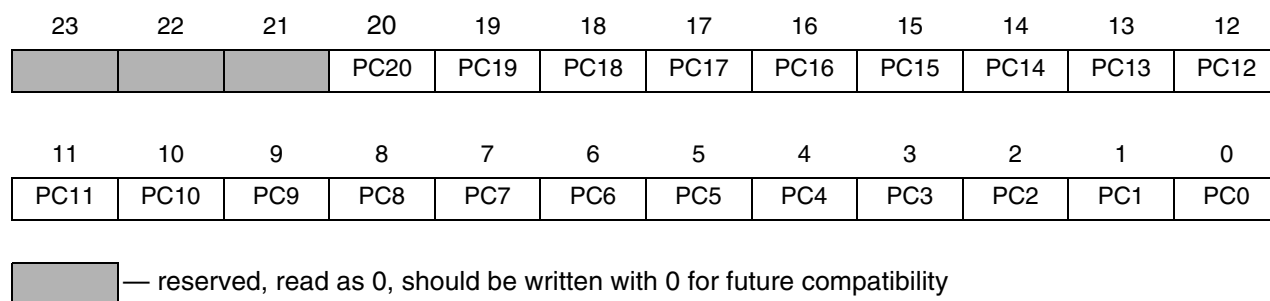 23 22 21 20 19 18 17 16 15 14 13 12
PC20 PC19 PC18 PC17 PC16 PC15 PC14 PC13 PC12
11 10 9 8 7 6 5 4 3 2 1 0
PC11 PC10 PC9 PC8 PC7 PC6 PC5 PC4 PC3 PC2 PC1 PC0
— reserved, read as 0, should be written with 0 for future compatibility